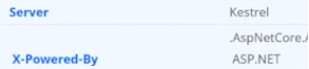 Server Kestrel
.AspNetCore.
X-Powered-By ASP.NET